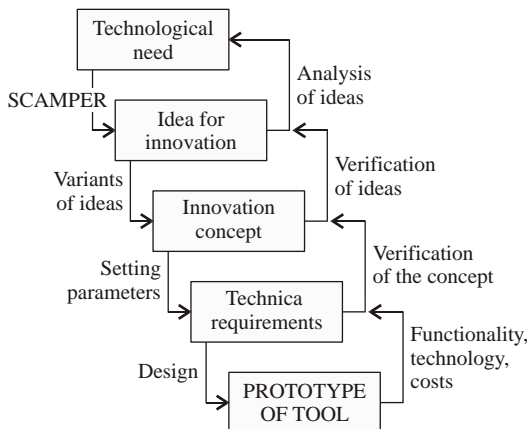 Technological
need
SCAMPER
Analysis
of ideas
Idea for
innovation
Variants
of ideas
Verification
of ideas
Innovation
concept
Setting
parameters
Verification
of the concept
Technica
requirements
Design
Functionality,
technology,
costs
PROTOTYPE
OF TOOL